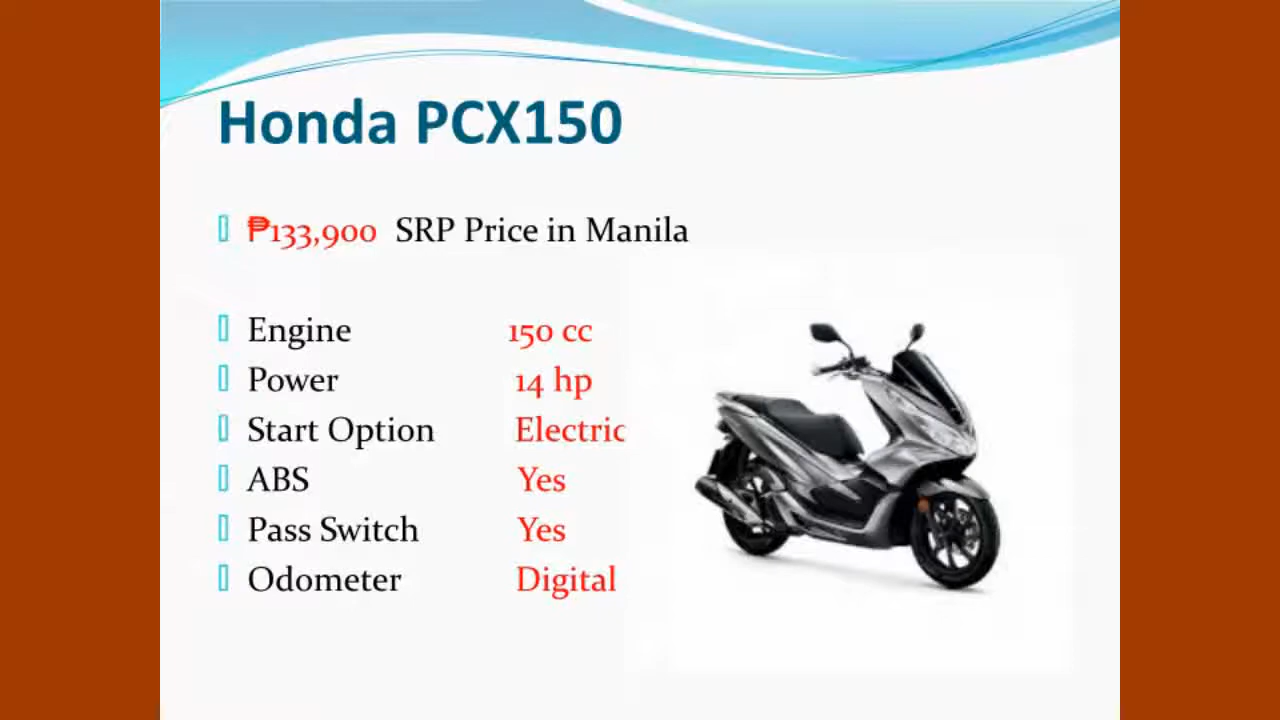 Honda PCX150
₱133,900 SRP Price in Manila
Engine 150 cc
Power 14 hp
Start Option Electric
ABS Yes
Pass Switch Yes
Odometer Digital